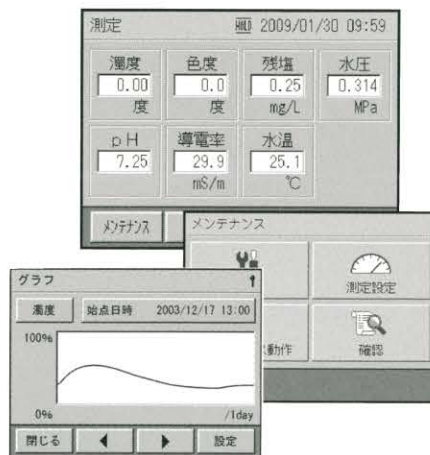 測定 HOLD 2009/01/30 09:59
濁度 色度 残塩 水圧
0.00 0.0 0.25 0.314
度 度 mg/L MPa
pH 導電率 水温
7.25 29.9 25.1
mS/m ℃
メンテナンス
メンテナンス
測定設定
動作 確認
グラフ
濁度 始点日時 2003/12/17 13:00
100%
0% /1day
閉じる 設定